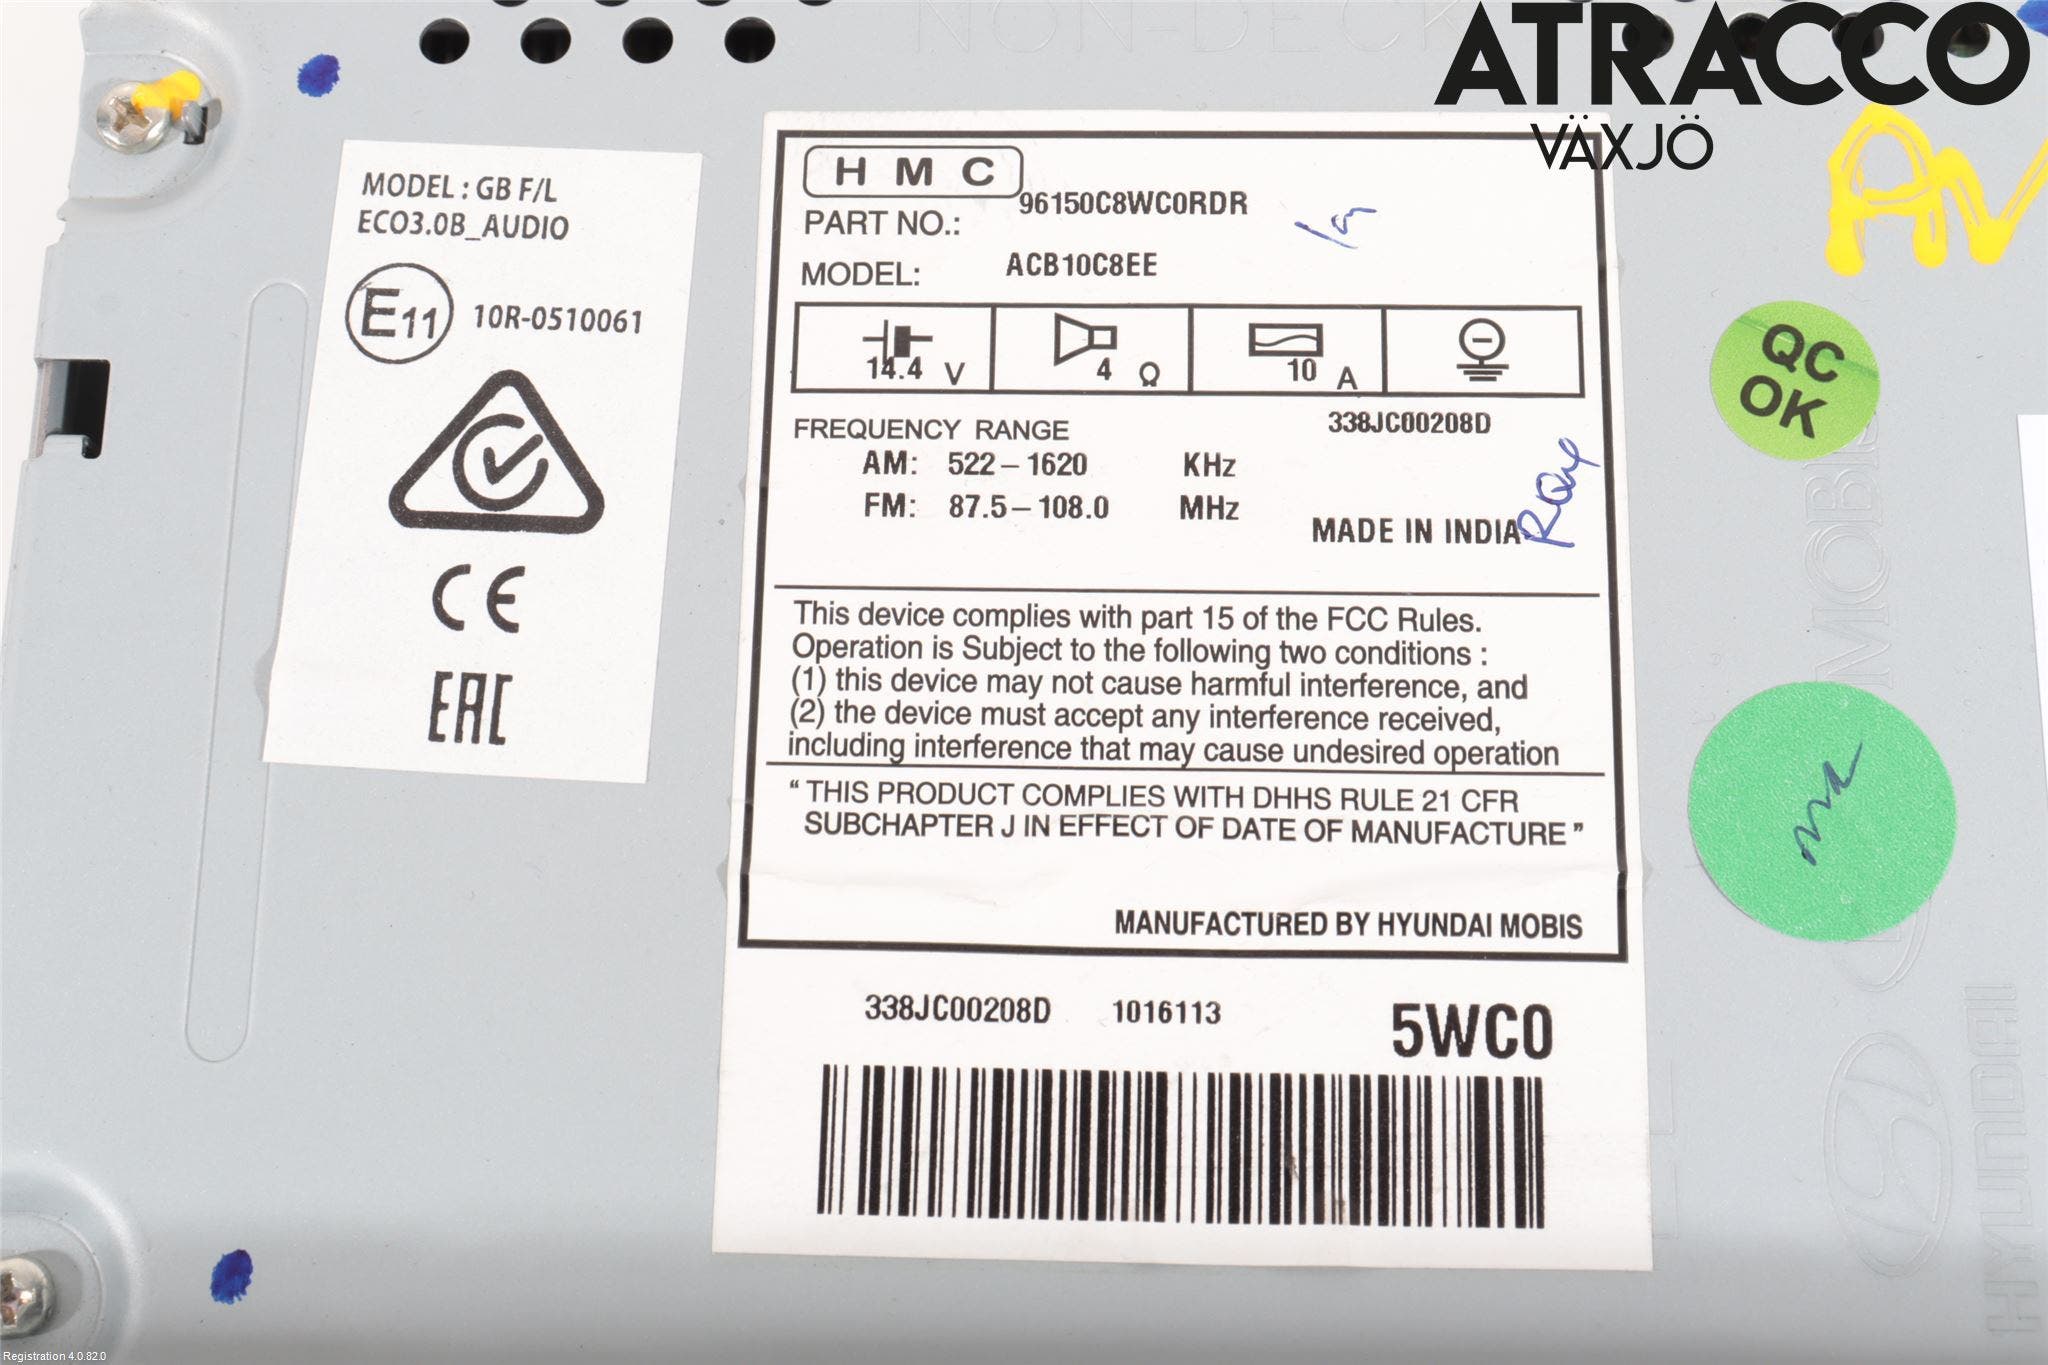 NON-DECK
ATRACCO
VÄXJÖ
AV
MODEL : GB F/L
ECO3.0B_AUDIO
E11 10R-0510061
CE
EAC
HMC
PART NO.: 96150C8WC0RDR
MODEL: ACB10C8EE
14.4 V 4 Ω 10 A
338JC00208D
FREQUENCY RANGE
AM: 522–1620 KHz
FM: 87.5–108.0 MHz
MADE IN INDIA
This device complies with part 15 of the FCC Rules.
Operation is Subject to the following two conditions :
(1) this device may not cause harmful interference, and
(2) the device must accept any interference received,
including interference that may cause undesired operation
“ THIS PRODUCT COMPLIES WITH DHHS RULE 21 CFR
SUBCHAPTER J IN EFFECT OF DATE OF MANUFACTURE ”
MANUFACTURED BY HYUNDAI MOBIS
338JC00208D 1016113 5WC0
QC
OK
MOBIS
HYUNDAI
Registration 4.0.82.0